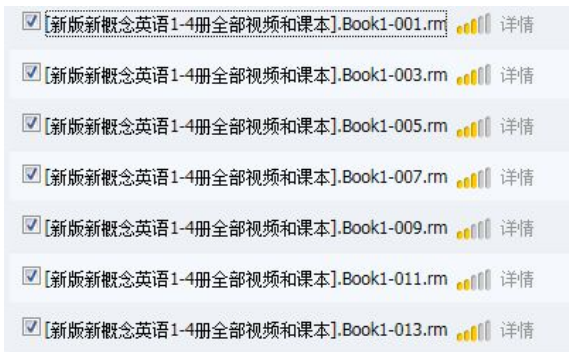 [新版新概念英语1-4册全部视频和课本].Book1-001.rm 详情
[新版新概念英语1-4册全部视频和课本].Book1-003.rm 详情
[新版新概念英语1-4册全部视频和课本].Book1-005.rm 详情
[新版新概念英语1-4册全部视频和课本].Book1-007.rm 详情
[新版新概念英语1-4册全部视频和课本].Book1-009.rm 详情
[新版新概念英语1-4册全部视频和课本].Book1-011.rm 详情
[新版新概念英语1-4册全部视频和课本].Book1-013.rm 详情